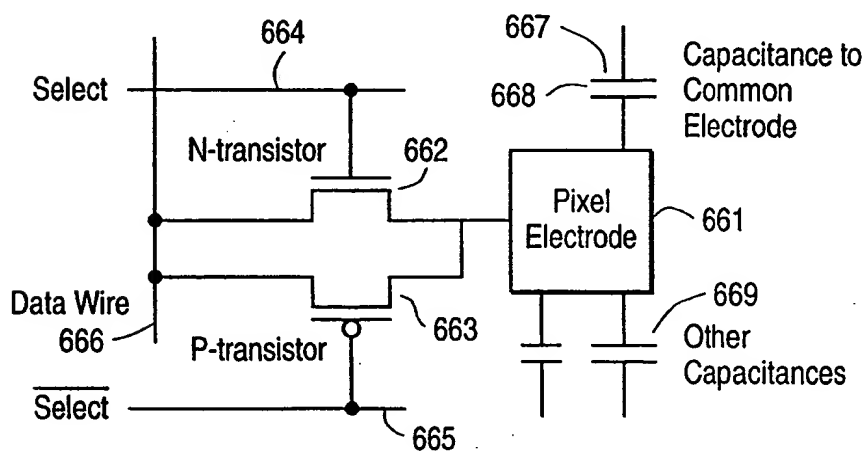 664
667
Select
668
Capacitance to
Common
Electrode
N-transistor
662
Pixel
Electrode
661
Data Wire
666
663
P-transistor
669
Other
Capacitances
Select
665